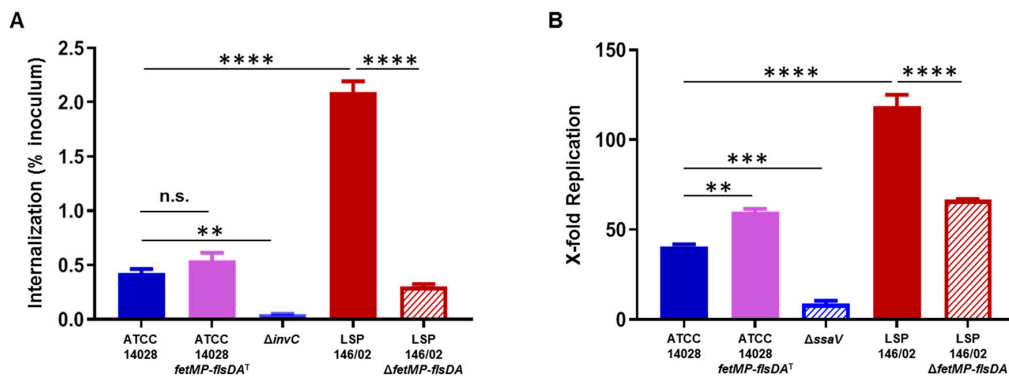 A
Internalization (% inoculum)
2.5
2.0
1.5
1.0
0.5
0.0
****
****
n.s.
**
ATCC
14028
ATCC
14028
fetMP-flsDAᵀ
ΔinvC
LSP
146/02
LSP
146/02
ΔfetMP-flsDA
B
X-fold Replication
150
100
50
0
****
****
***
**
ATCC
14028
ATCC
14028
fetMP-flsDAᵀ
ΔssaV
LSP
146/02
LSP
146/02
ΔfetMP-flsDA